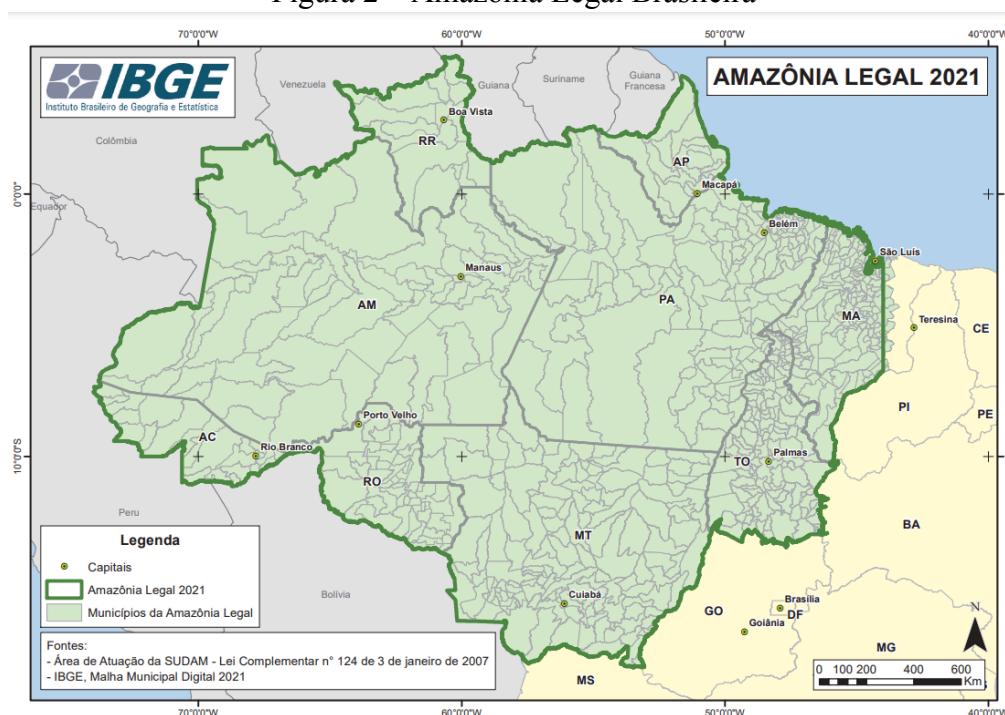 Figura 2 – Amazônia Legal Brasileira
70°0'0"W 60°0'0"W 50°0'0"W 40°0'0"W
IBGE
Instituto Brasileiro de Geografia e Estatística
AMAZÔNIA LEGAL 2021
Venezuela
Guiana
Suriname
Guiana
Francesa
Colômbia
Boa Vista
RR
AP
Macapá
0°0'0"
Equador
Belém
São Luís
Manaus
AM
PA
MA
Teresina
CE
PI
PE
Porto Velho
AC
Rio Branco
10°0'0"S
RO
TO
Palmas
Peru
MT
BA
Legenda
Capitais
Amazônia Legal 2021
Municípios da Amazônia Legal
Bolívia
Cuiabá
GO
Brasília
DF
Goiânia
N
MG
MS
Fontes:
- Área de Atuação da SUDAM - Lei Complementar n° 124 de 3 de janeiro de 2007
- IBGE, Malha Municipal Digital 2021
0 100 200 400 600
Km
70°0'0"W 60°0'0"W 50°0'0"W 40°0'0"W